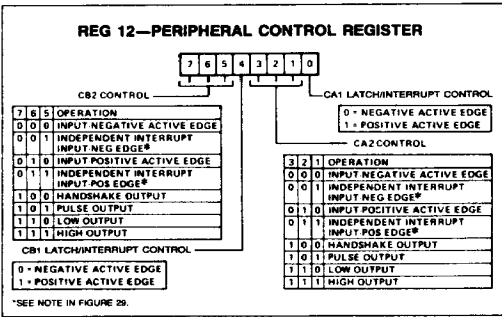 REG 12—PERIPHERAL CONTROL REGISTER
7 6 5 4 3 2 1 0
CB2 CONTROL
7 6 5 OPERATION
0 0 0 INPUT-NEGATIVE ACTIVE EDGE
0 0 1 INDEPENDENT INTERRUPT
INPUT-NEG EDGE*
0 1 0 INPUT-POSITIVE ACTIVE EDGE
0 1 1 INDEPENDENT INTERRUPT
INPUT-POS EDGE*
1 0 0 HANDSHAKE OUTPUT
1 0 1 PULSE OUTPUT
1 1 0 LOW OUTPUT
1 1 1 HIGH OUTPUT
CB1 LATCH/INTERRUPT CONTROL
0 = NEGATIVE ACTIVE EDGE
1 = POSITIVE ACTIVE EDGE
CA1 LATCH/INTERRUPT CONTROL
0 = NEGATIVE ACTIVE EDGE
1 = POSITIVE ACTIVE EDGE
CA2 CONTROL
3 2 1 OPERATION
0 0 0 INPUT-NEGATIVE ACTIVE EDGE
0 0 1 INDEPENDENT INTERRUPT
INPUT-NEG EDGE*
0 1 0 INPUT-POSITIVE ACTIVE EDGE
0 1 1 INDEPENDENT INTERRUPT
INPUT-POS EDGE*
1 0 0 HANDSHAKE OUTPUT
1 0 1 PULSE OUTPUT
1 1 0 LOW OUTPUT
1 1 1 HIGH OUTPUT
*SEE NOTE IN FIGURE 29.